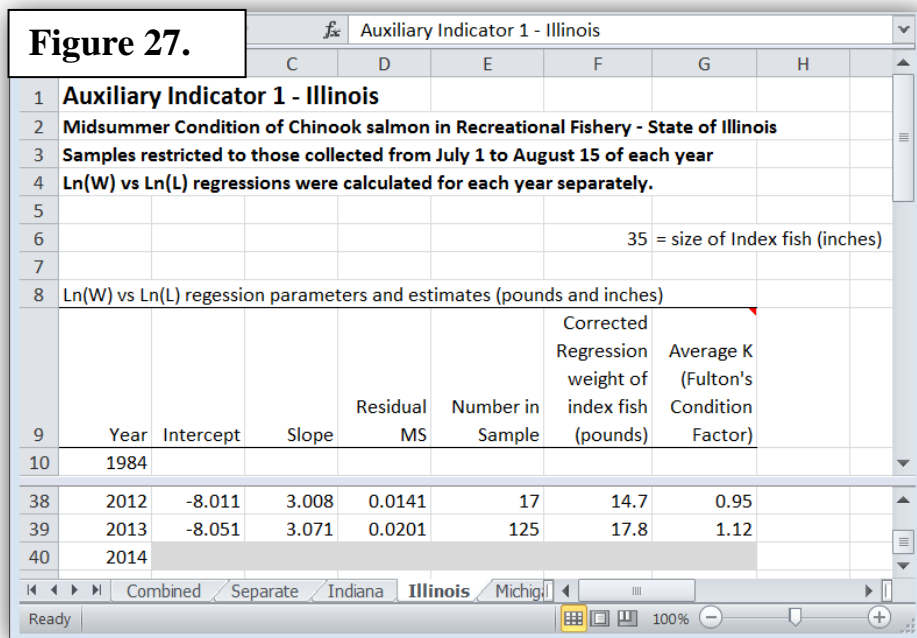 Figure 27.
fx Auxiliary Indicator 1 - Illinois
C D E F G H
1 Auxiliary Indicator 1 - Illinois
2 Midsummer Condition of Chinook salmon in Recreational Fishery - State of Illinois
3 Samples restricted to those collected from July 1 to August 15 of each year
4 Ln(W) vs Ln(L) regressions were calculated for each year separately.
5
6 35 = size of Index fish (inches)
7
8 Ln(W) vs Ln(L) regession parameters and estimates (pounds and inches)
Corrected
Regression Average K
weight of (Fulton's
Residual Number in index fish Condition
9 Year Intercept Slope MS Sample (pounds) Factor)
10 1984
38 2012 -8.011 3.008 0.0141 17 14.7 0.95
39 2013 -8.051 3.071 0.0201 125 17.8 1.12
40 2014
Combined Separate Indiana Illinois Michig
Ready 100%